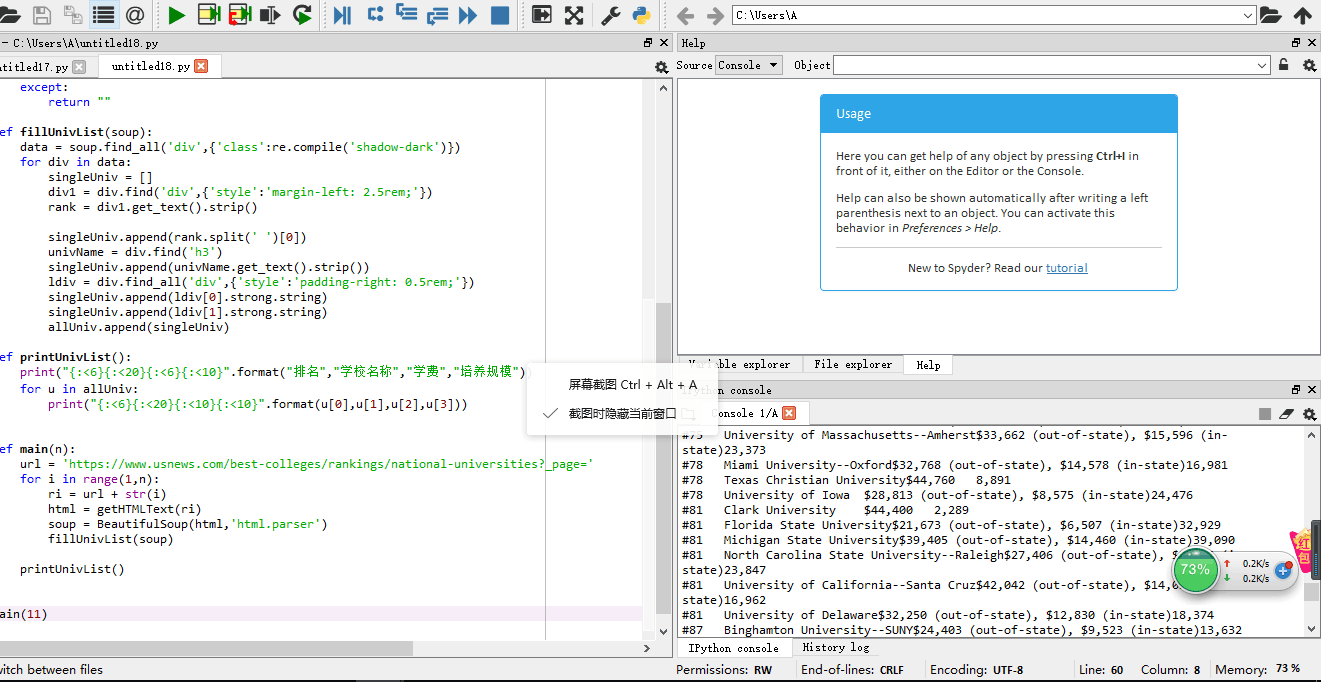 C:\Users\A
- C:\Users\A\untitled18.py
ntitled17.py
untitled18.py
except:
return ""
ef fillUnivList(soup):
data = soup.find_all('div',{'class':re.compile('shadow-dark')})
for div in data:
singleUniv = []
div1 = div.find('div',{'style':'margin-left: 2.5rem;'})
rank = div1.get_text().strip()
singleUniv.append(rank.split(' ')[0])
univName = div.find('h3')
singleUniv.append(univName.get_text().strip())
ldiv = div.find_all('div',{'style':'padding-right: 0.5rem;'})
singleUniv.append(ldiv[0].strong.string)
singleUniv.append(ldiv[1].strong.string)
allUniv.append(singleUniv)
ef printUnivList():
print("{:<6}{:<20}{:<6}{:<10}".format("排名","学校名称","学费","培养规模")
for u in allUniv:
print("{:<6}{:<20}{:<10}{:<10}".format(u[0],u[1],u[2],u[3]))
ef main(n):
url = 'https://www.usnews.com/best-colleges/rankings/national-universities?_page='
for i in range(1,n):
ri = url + str(i)
html = getHTMLText(ri)
soup = BeautifulSoup(html,'html.parser')
fillUnivList(soup)
printUnivList()
ain(11)
屏幕截图 Ctrl + Alt + A
截图时隐藏当前窗口
Help
Source Console Object
Usage
Here you can get help of any object by pressing Ctrl+I in
front of it, either on the Editor or the Console.
Help can also be shown automatically after writing a left
parenthesis next to an object. You can activate this
behavior in Preferences > Help.
New to Spyder? Read our tutorial
Variable explorer
File explorer
Help
IPython console
Console 1/A
#75 University of Massachusetts--Amherst$33,662 (out-of-state), $15,596 (in-
state)23,373
#78 Miami University--Oxford$32,768 (out-of-state), $14,578 (in-state)16,981
#78 Texas Christian University$44,760 8,891
#78 University of Iowa $28,813 (out-of-state), $8,575 (in-state)24,476
#81 Clark University $44,400 2,289
#81 Florida State University$21,673 (out-of-state), $6,507 (in-state)32,929
#81 Michigan State University$39,405 (out-of-state), $14,460 (in-state)39,090
#81 North Carolina State University--Raleigh$27,406 (out-of-state),
state)23,847
#81 University of California--Santa Cruz$42,042 (out-of-state),
state)16,962
#81 University of Delaware$32,250 (out-of-state), $12,830 (in-state)18,374
#87 Binghamton University--SUNY$24,403 (out-of-state), $9,523 (in-state)13,632
红包
73%
0.2K/s
0.2K/s
IPython console
History log
witch between files
Permissions: RW
End-of-lines: CRLF
Encoding: UTF-8
Line: 60
Column: 8
Memory: 73 %